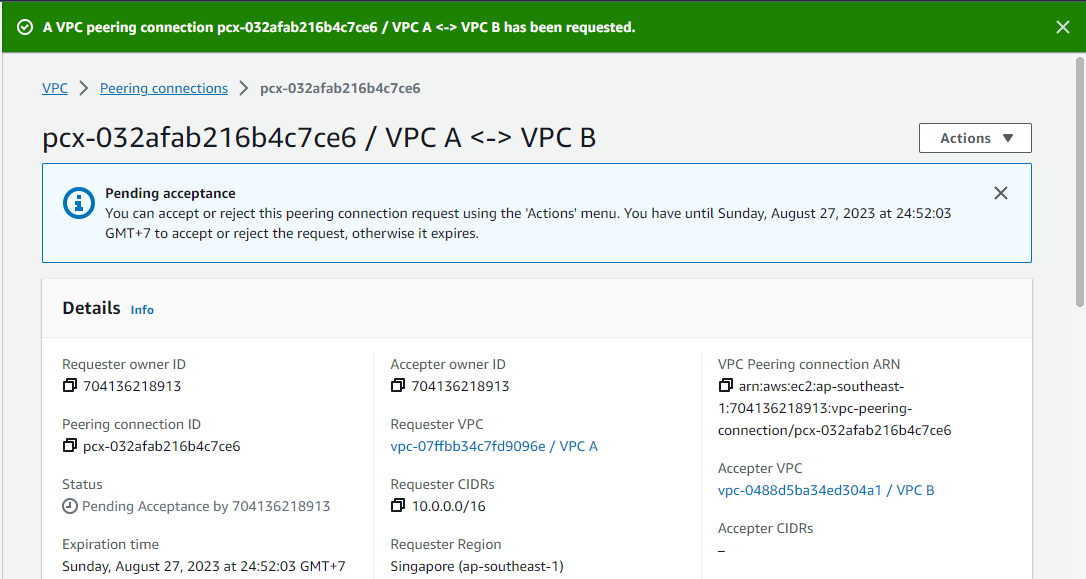 A VPC peering connection pcx-032afab216b4c7ce6 / VPC A <-> VPC B has been requested.
VPC > Peering connections > pcx-032afab216b4c7ce6
pcx-032afab216b4c7ce6 / VPC A <-> VPC B
Actions
Pending acceptance
You can accept or reject this peering connection request using the 'Actions' menu. You have until Sunday, August 27, 2023 at 24:52:03
GMT+7 to accept or reject the request, otherwise it expires.
Details Info
Requester owner ID
704136218913
Peering connection ID
pcx-032afab216b4c7ce6
Status
Pending Acceptance by 704136218913
Expiration time
Sunday, August 27, 2023 at 24:52:03 GMT+7
Accepter owner ID
704136218913
Requester VPC
vpc-07ffbb34c7fd9096e / VPC A
Requester CIDRs
10.0.0.0/16
Requester Region
Singapore (ap-southeast-1)
VPC Peering connection ARN
arn:aws:ec2:ap-southeast-
1:704136218913:vpc-peering-
connection/pcx-032afab216b4c7ce6
Accepter VPC
vpc-0488d5ba34ed304a1 / VPC B
Accepter CIDRs
–